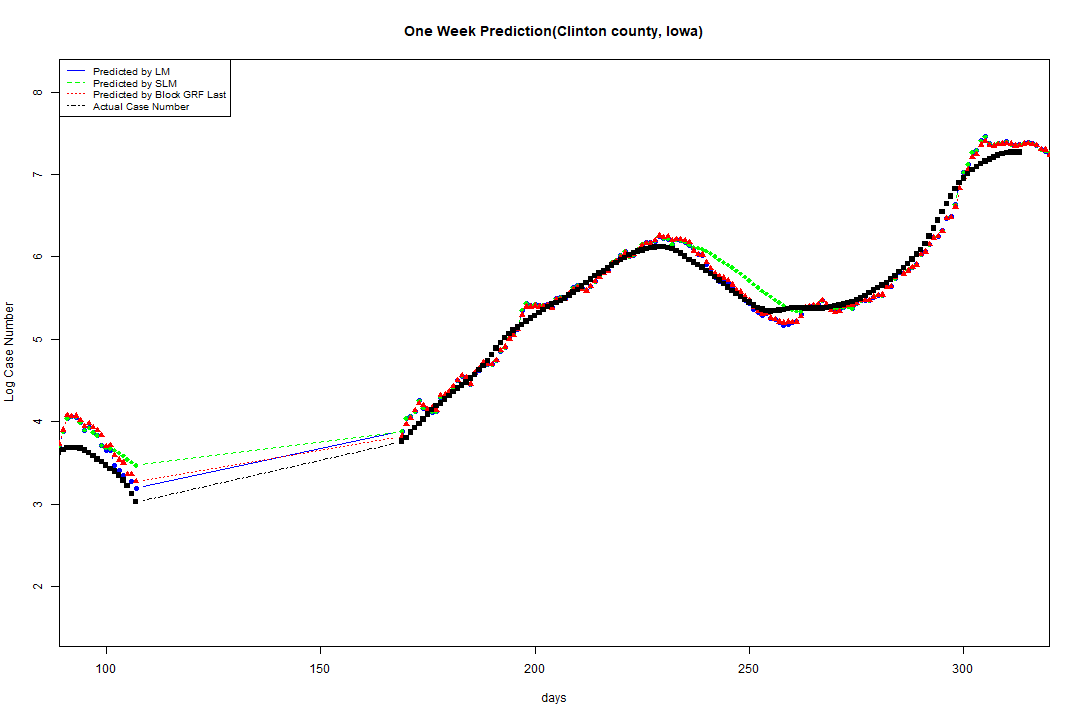 One Week Prediction(Clinton county, Iowa)
Predicted by LM
Predicted by SLM
Predicted by Block GRF Last
Actual Case Number
8
7
6
5
4
3
2
Log Case Number
100 150 200 250 300
days